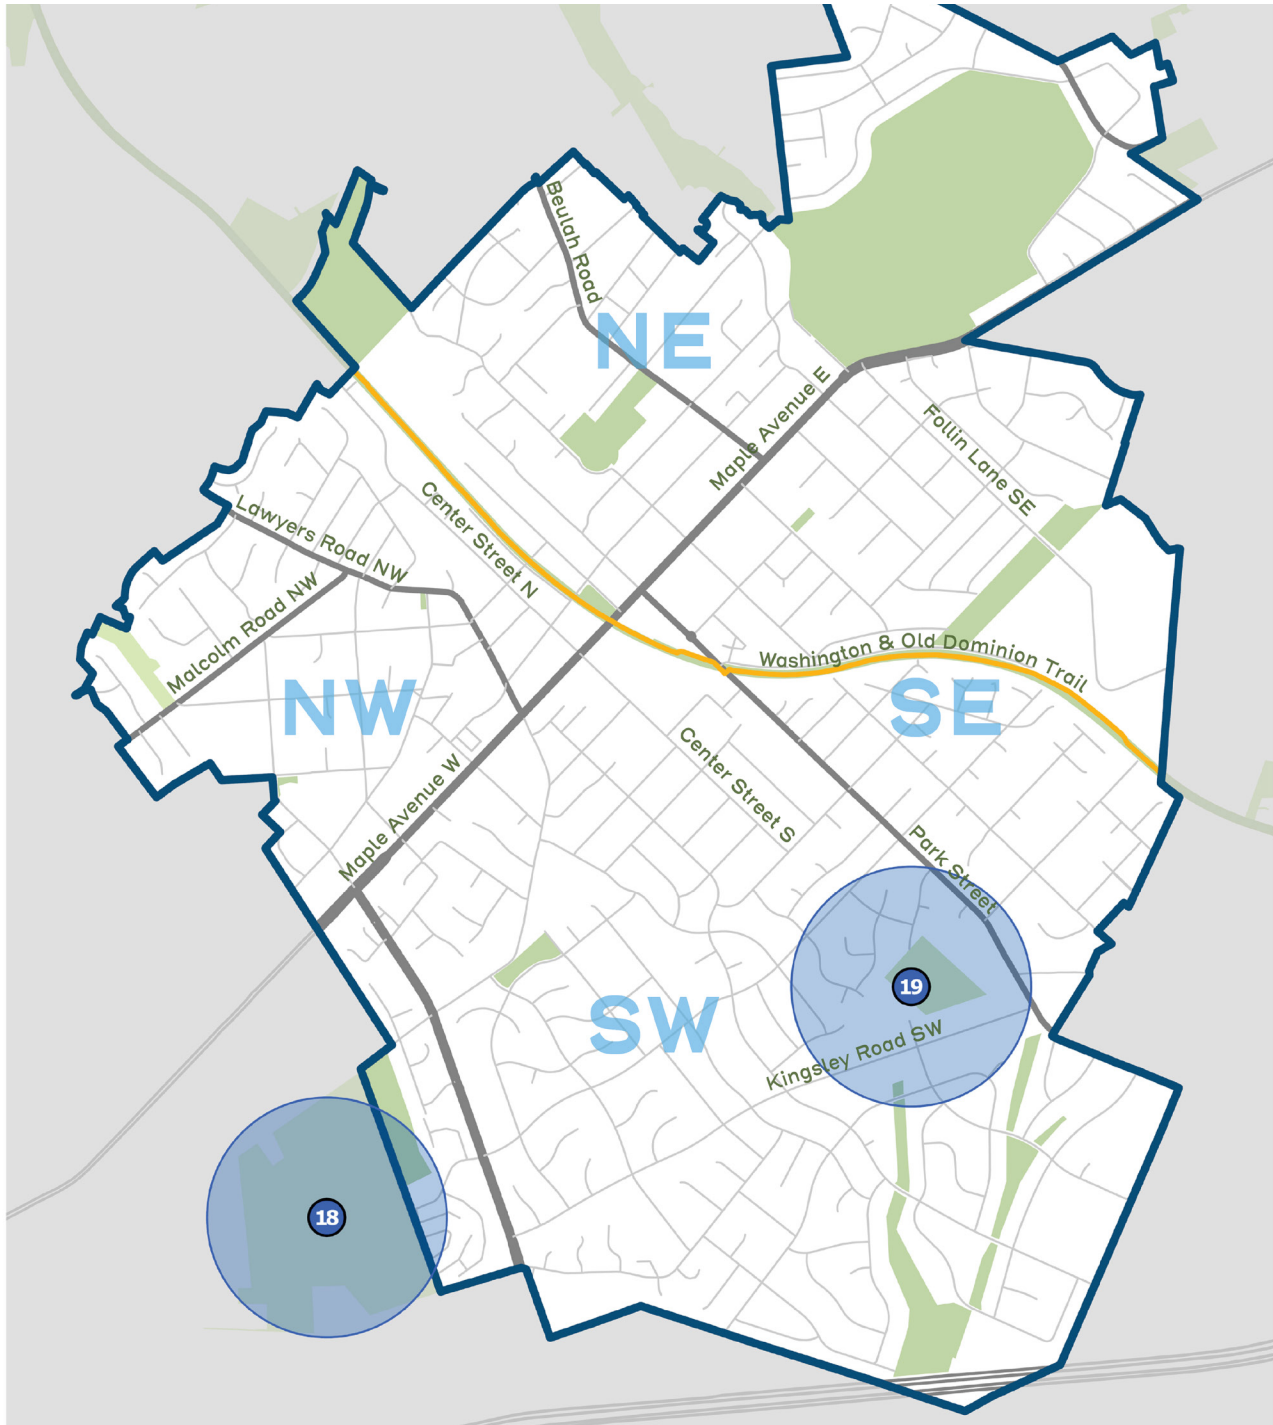 Beulah Road
NE
Maple Avenue E
Follin Lane SE
Center Street N
Lawyers Road NW
Malcolm Road NW
NW
Washington & Old Dominion Trail
SE
Center Street S
Maple Avenue W
Park Street
19
SW
Kingsley Road SW
18